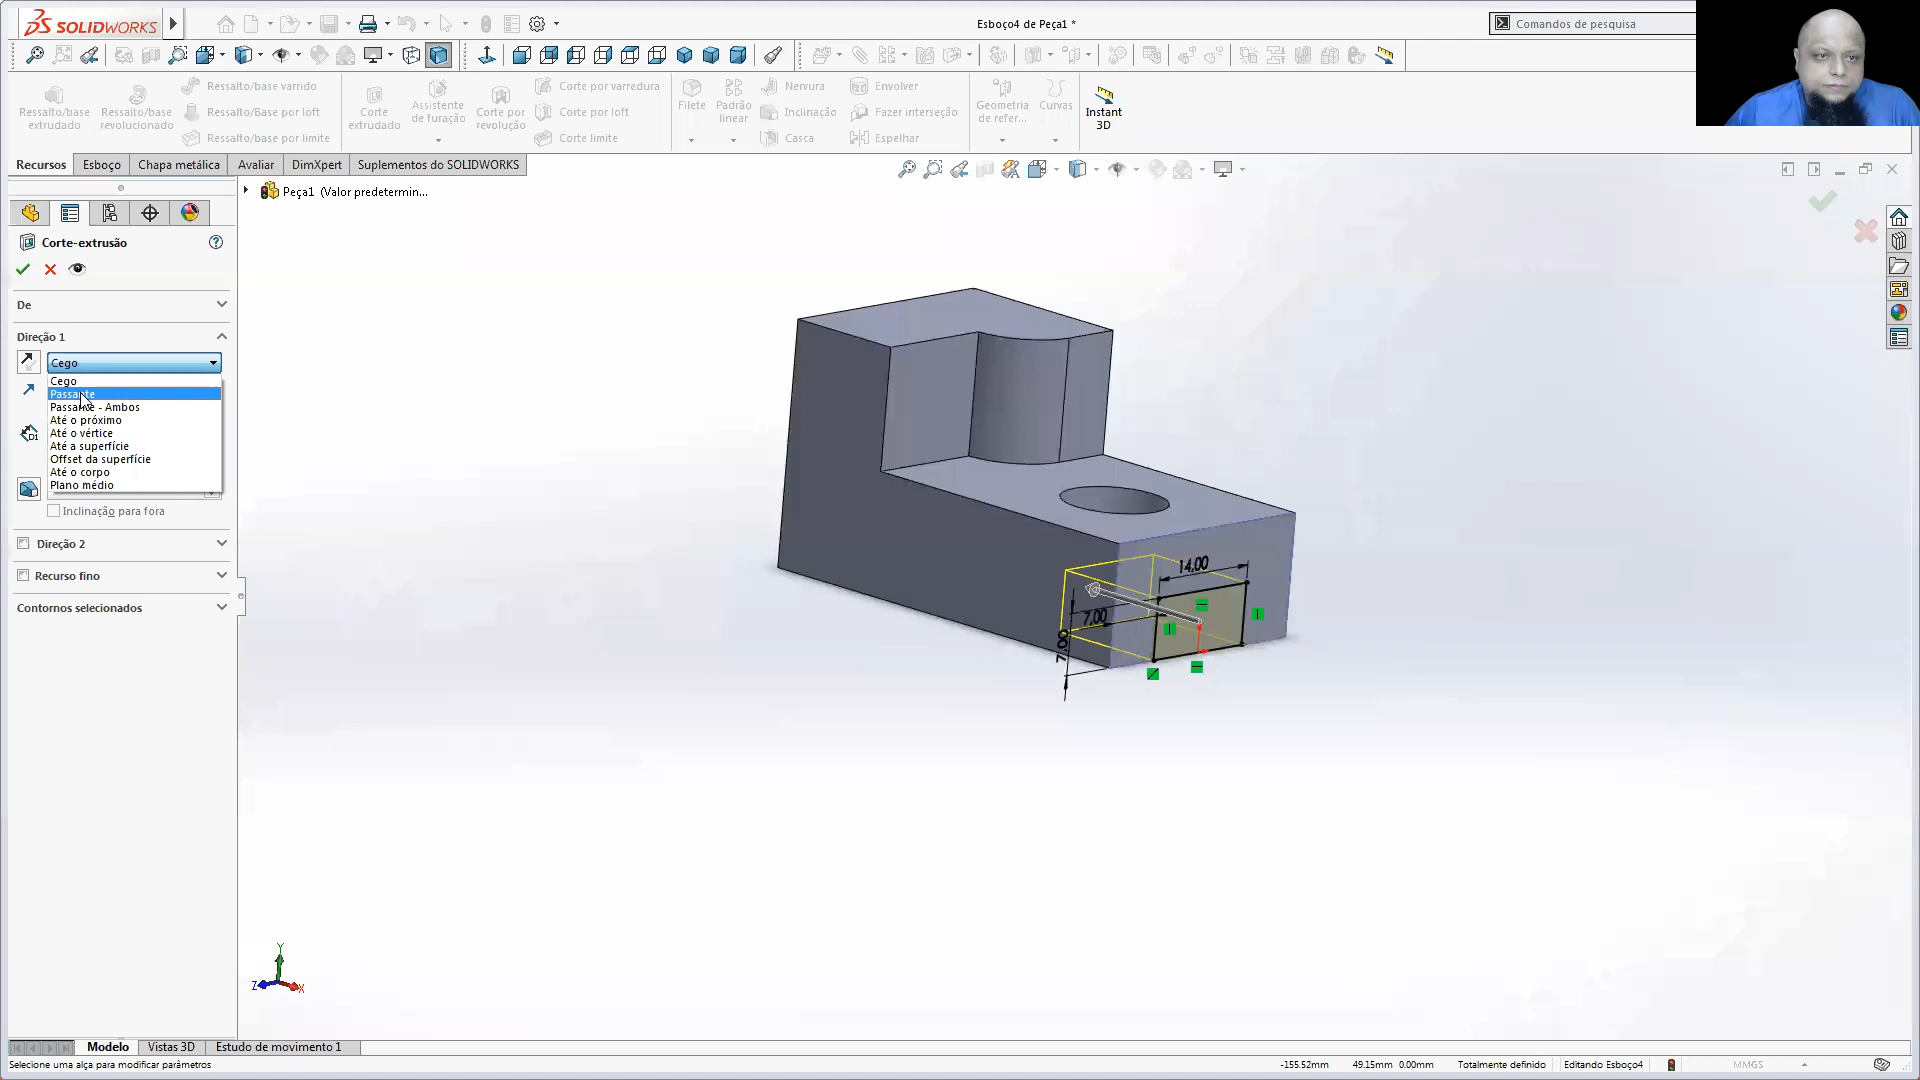 SOLIDWORKS
Esboço4 de Peça1 *
Comandos de pesquisa
Ressalto/base extrudado
Ressalto/base revolucionado
Ressalto/base varrido
Ressalto/Base por loft
Ressalto/Base por limite
Corte extrudado
Assistente de furação
Corte por revolução
Corte por varredura
Corte por loft
Corte limite
Filete
Padrão linear
Nervura
Inclinação
Casca
Envolver
Fazer interseção
Espelhar
Geometria de refer...
Curvas
Instant 3D
Recursos
Esboço
Chapa metálica
Avaliar
DimXpert
Suplementos do SOLIDWORKS
Peça1 (Valor predetermin...
Corte-extrusão
De
Direção 1
Cego
Cego
Passante
Passante - Ambos
Até o próximo
Até o vértice
Até a superfície
Offset da superfície
Até o corpo
Plano médio
D1
Inclinação para fora
Direção 2
Recurso fino
Contornos selecionados
14,00
7,00
7,00
Y
Z
X
Modelo
Vistas 3D
Estudo de movimento 1
Selecione uma alça para modificar parâmetros
-155.52mm
49.15mm
0.00mm
Totalmente definido
Editando Esboço4
MMGS